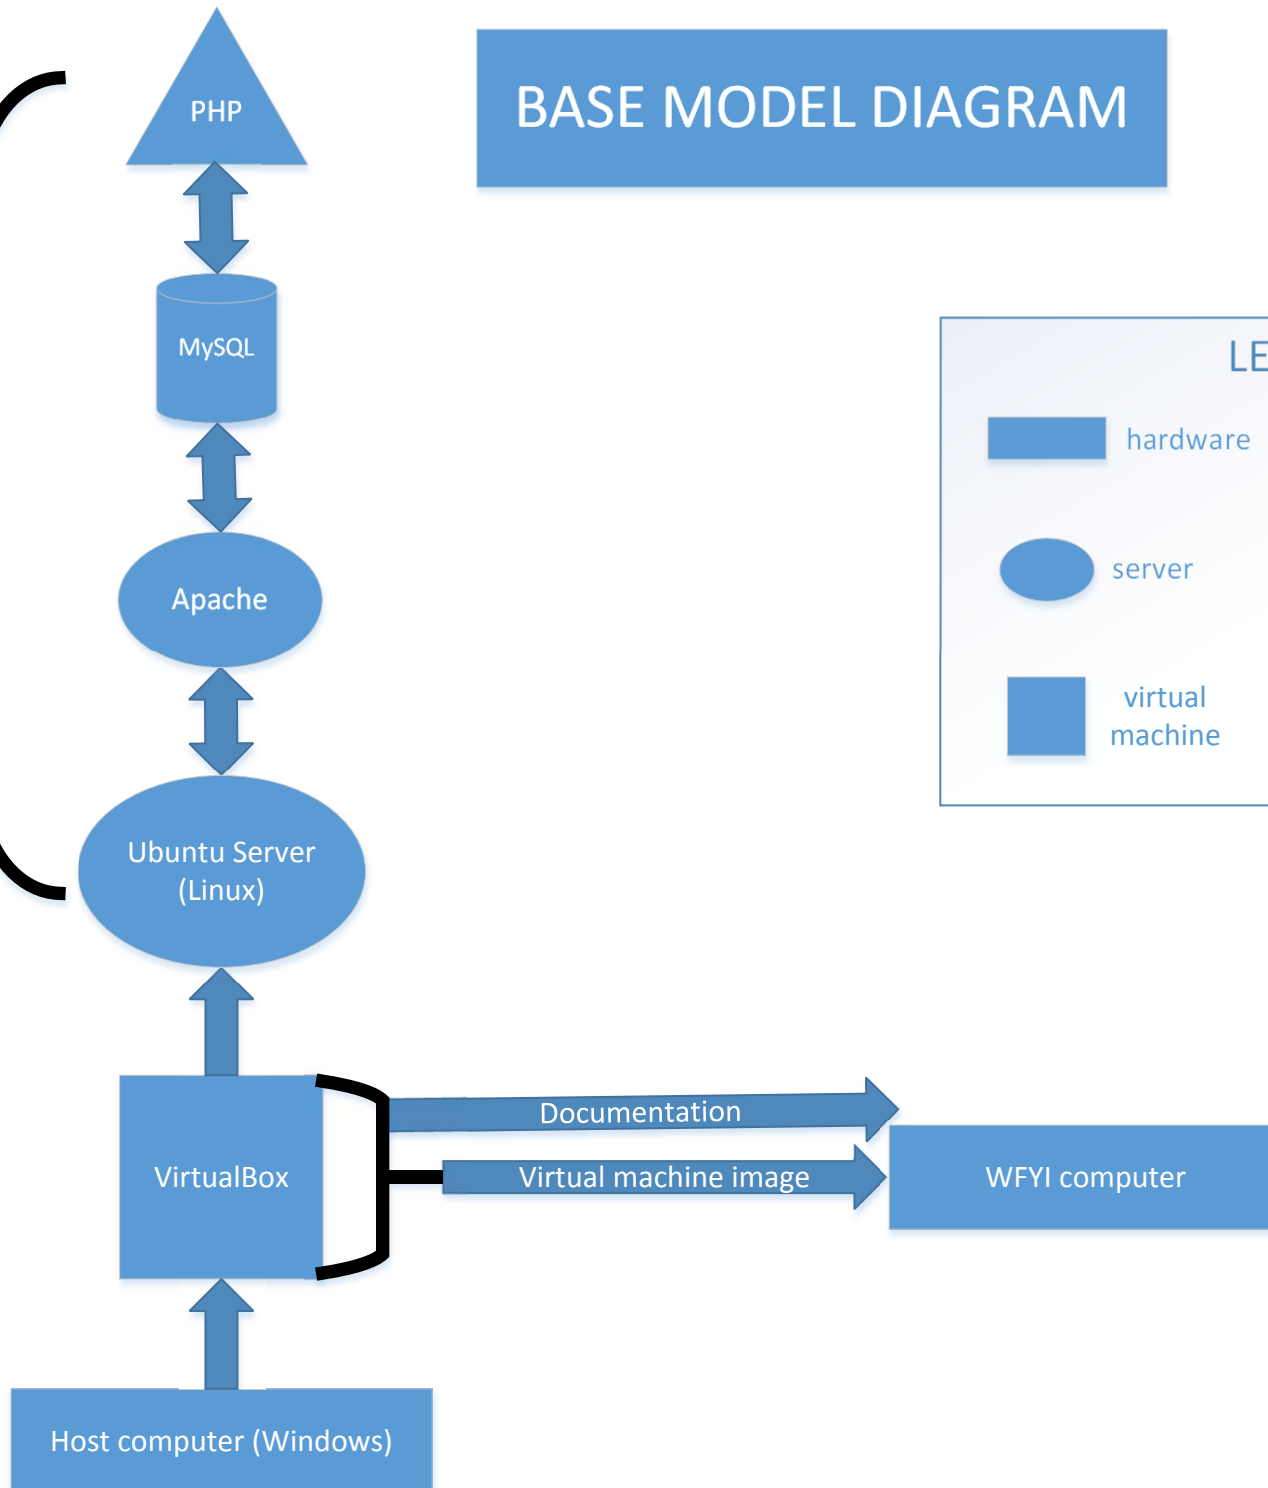 PHP
BASE MODEL DIAGRAM
MySQL
hardware
Apache
server
virtual
machine
Ubuntu Server
(Linux)
Documentation
VirtualBox
Virtual machine image
WFYI computer
Host computer (Windows)